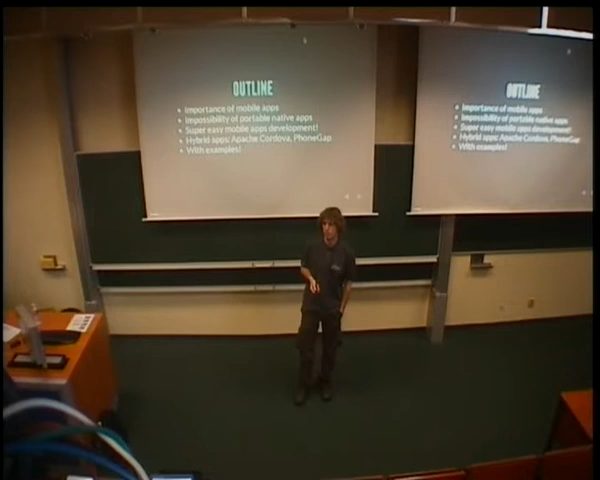 OUTLINE
Importance of mobile apps
Impossibility of portable native apps
Super easy mobile apps development!
Hybrid apps: Apache Cordova, PhoneGap
With examples!
OUTLINE
Importance of mobile apps
Impossibility of portable native apps
Super easy mobile apps development!
Hybrid apps: Apache Cordova, PhoneGap
With examples!